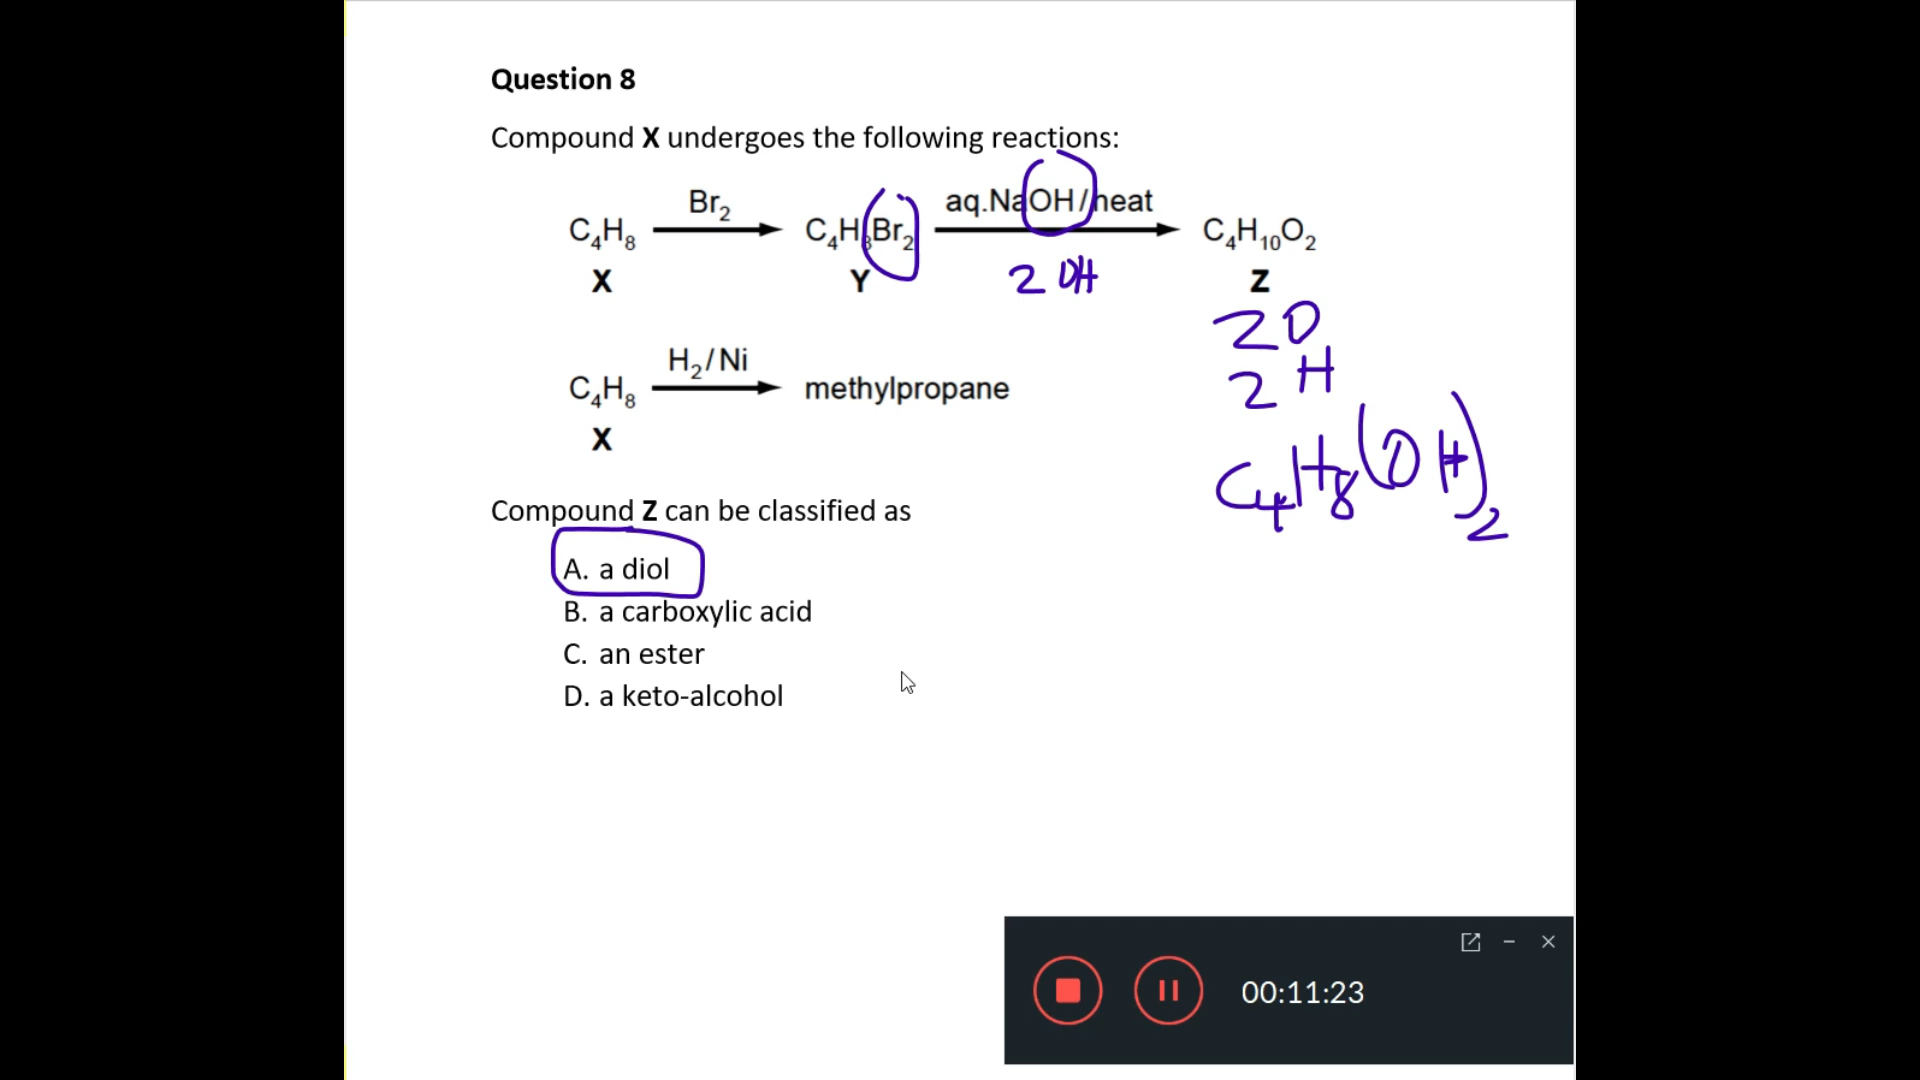 Question 8
Compound X undergoes the following reactions:
Br₂
aq.NaOH/heat
C₄H₈
C₄H₈Br₂
C₄H₁₀O₂
X
Y
2 OH
Z
2 O
2 H
H₂/Ni
C₄H₈
methylpropane
X
C₄H₈(OH)₂
Compound Z can be classified as
A. a diol
B. a carboxylic acid
C. an ester
D. a keto-alcohol
00:11:23